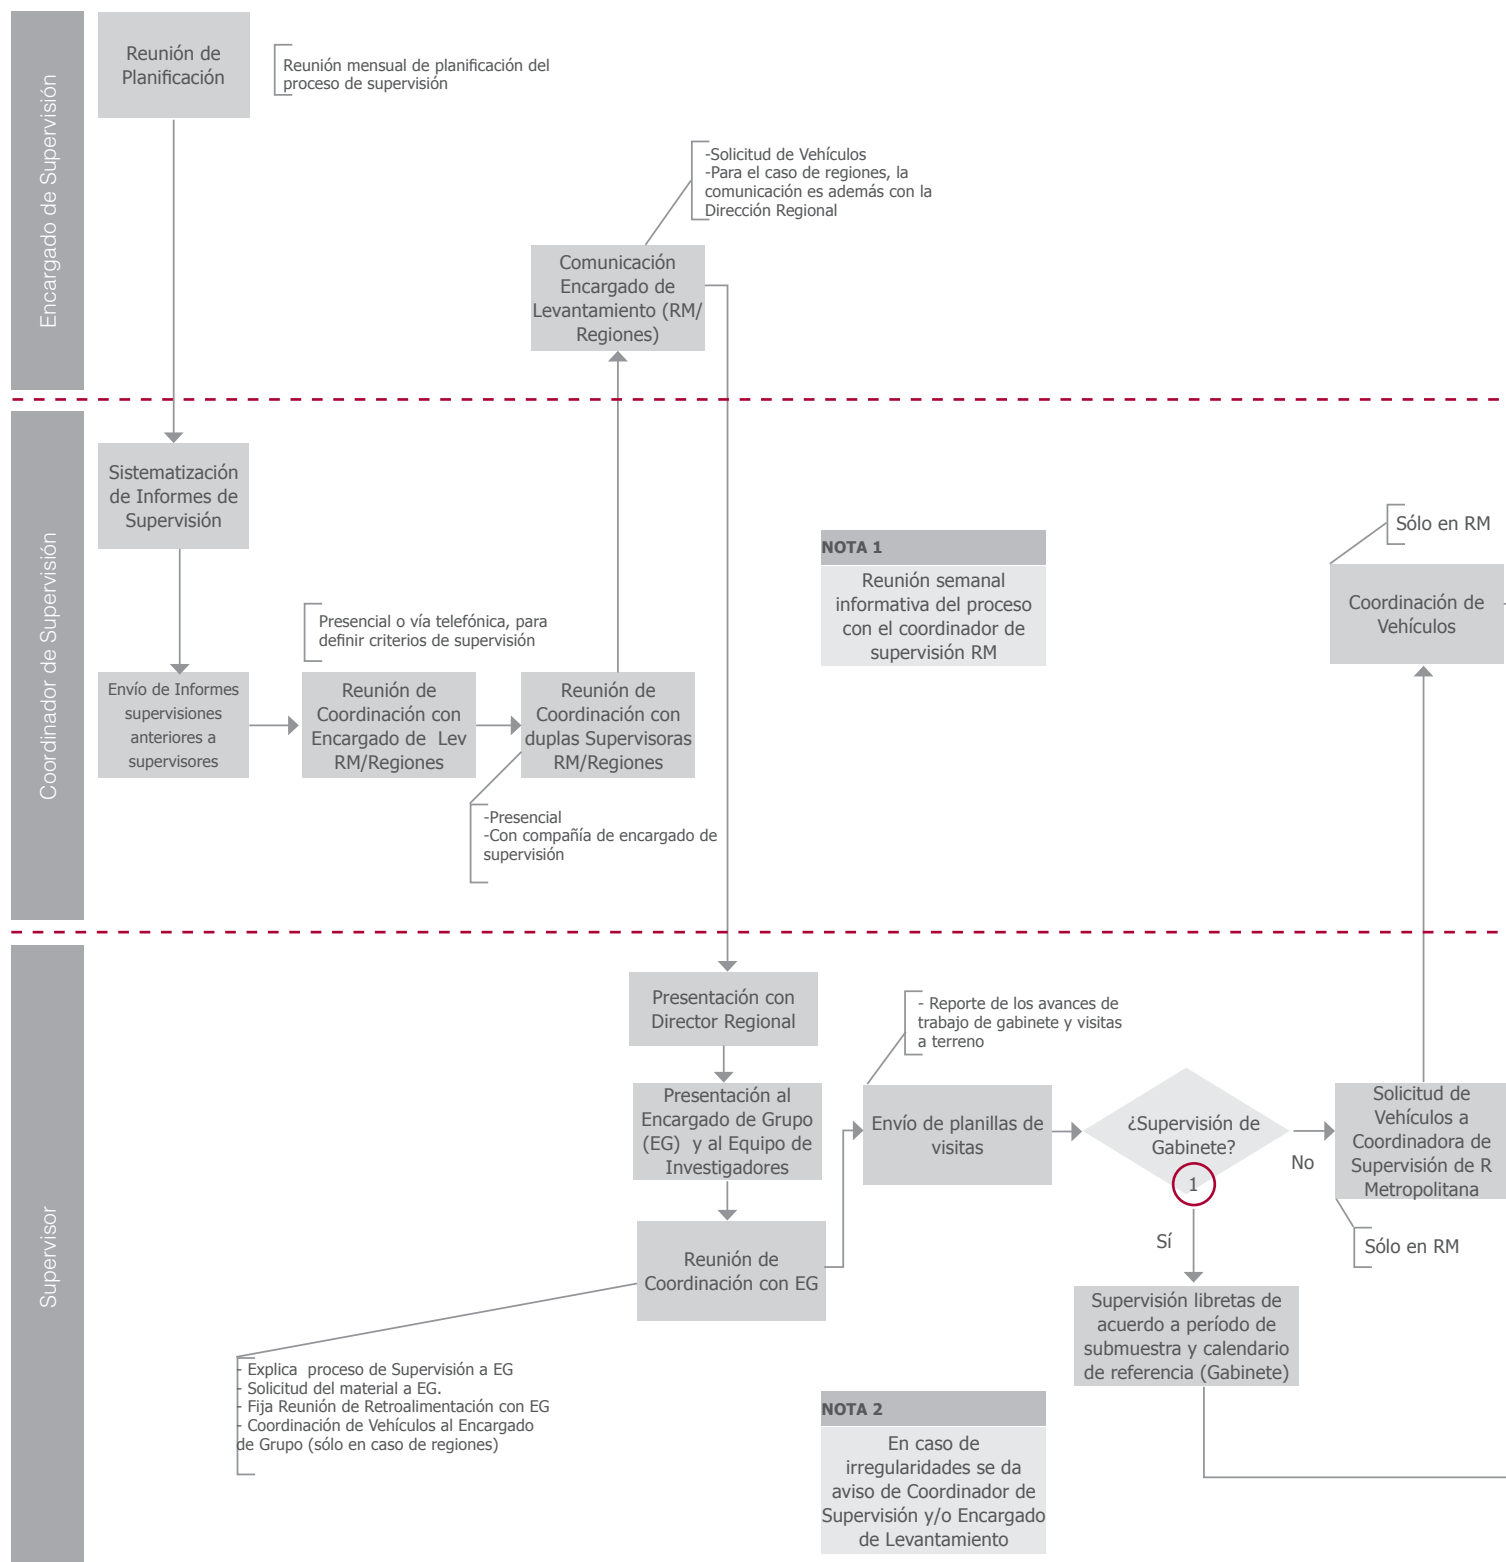 Encargado de Supervisión
Reunión de
Planificación
Reunión mensual de planificación del
proceso de supervisión
-Solicitud de Vehículos
-Para el caso de regiones, la
comunicación es además con la
Dirección Regional
Comunicación
Encargado de
Levantamiento (RM/
Regiones)
Coordinador de Supervisión
Sistematización
de Informes de
Supervisión
Envío de Informes
supervisiones
anteriores a
supervisores
Presencial o vía telefónica, para
definir criterios de supervisión
Reunión de
Coordinación con
Encargado de Lev
RM/Regiones
Reunión de
Coordinación con
duplas Supervisoras
RM/Regiones
-Presencial
-Con compañía de encargado de
supervisión
NOTA 1
Reunión semanal
informativa del proceso
con el coordinador de
supervisión RM
Sólo en RM
Coordinación de
Vehículos
Supervisor
Presentación con
Director Regional
Presentación al
Encargado de Grupo
(EG) y al Equipo de
Investigadores
Reunión de
Coordinación con EG
- Explica proceso de Supervisión a EG
- Solicitud del material a EG.
- Fija Reunión de Retroalimentación con EG
- Coordinación de Vehículos al Encargado
de Grupo (sólo en caso de regiones)
- Reporte de los avances de
trabajo de gabinete y visitas
a terreno
Envío de planillas de
visitas
¿Supervisión de
Gabinete?
1
No
Sí
Solicitud de
Vehículos a
Coordinadora de
Supervisión de R
Metropolitana
Sólo en RM
Supervisión libretas de
acuerdo a período de
submuestra y calendario
de referencia (Gabinete)
NOTA 2
En caso de
irregularidades se da
aviso de Coordinador de
Supervisión y/o Encargado
de Levantamiento